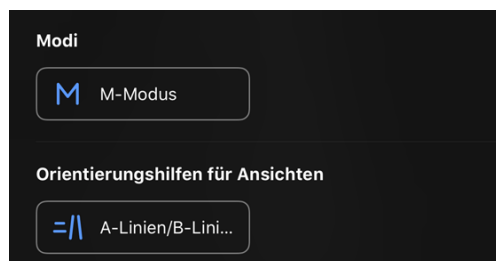 Modi
M-Modus
Orientierungshilfen für Ansichten
A-Linien/B-Lini...